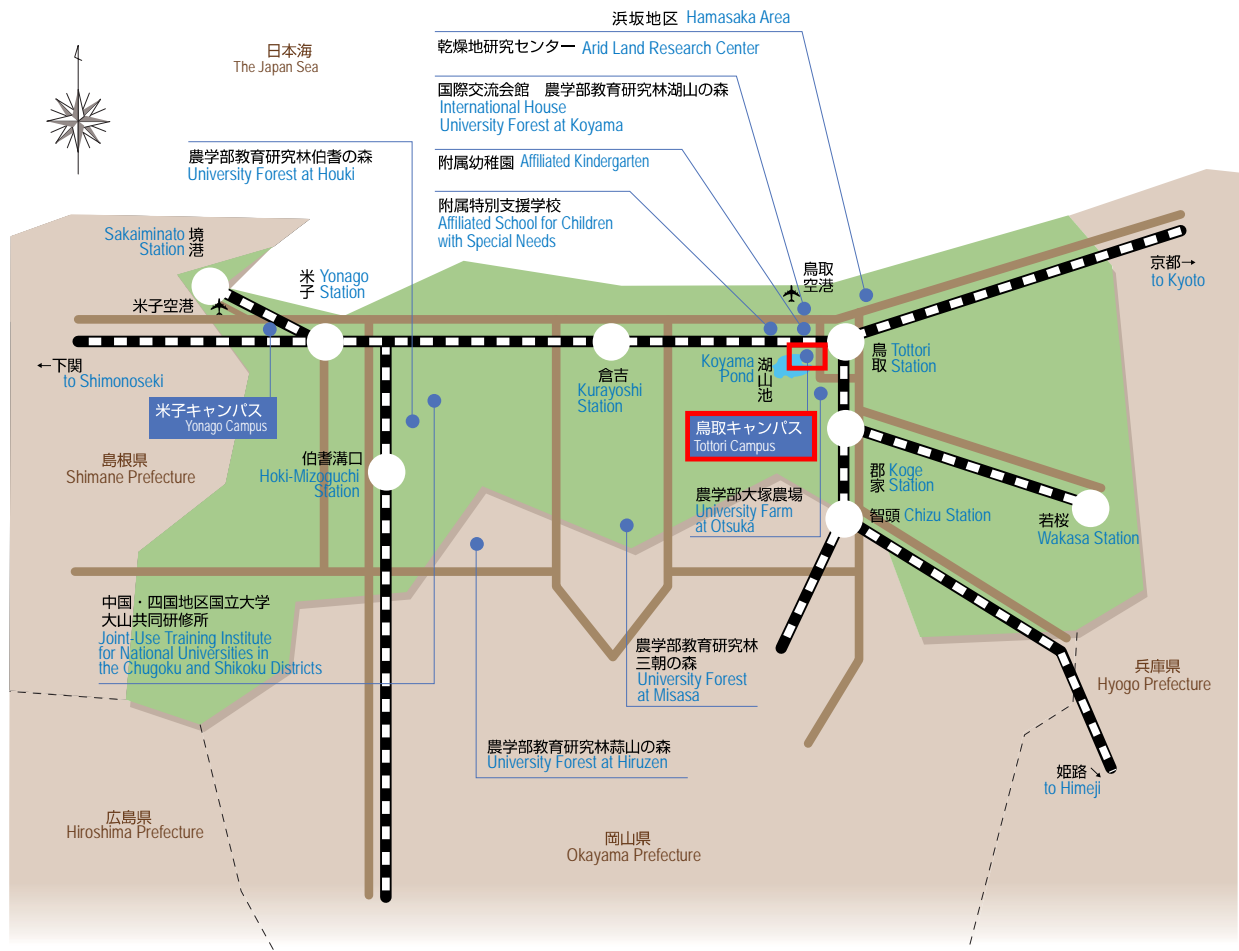 浜坂地区 Hamasaka Area
日本海
The Japan Sea
乾燥地研究センター Arid Land Research Center
国際交流会館　農学部教育研究林湖山の森
International House
University Forest at Koyama
農学部教育研究林伯耆の森
University Forest at Houki
附属幼稚園 Affiliated Kindergarten
附属特別支援学校
Affiliated School for Children
with Special Needs
Sakaiminato 境
Station 港
米 Yonago
子 Station
鳥取
空港
米子空港
京都→
to Kyoto
←下関
to Shimonoseki
鳥 Tottori
取 Station
Koyama
Pond
湖
山
池
倉吉
Kurayoshi
Station
米子キャンパス
Yonago Campus
鳥取キャンパス
Tottori Campus
島根県
Shimane Prefecture
伯耆溝口
Hoki-Mizoguchi
Station
郡 Koge
家 Station
農学部大塚農場
University Farm
at Otsuka
智頭 Chizu Station
若桜
Wakasa Station
中国・四国地区国立大学
大山共同研修所
Joint-Use Training Institute
for National Universities in
the Chugoku and Shikoku Districts
農学部教育研究林
三朝の森
University Forest
at Misasa
兵庫県
Hyogo Prefecture
農学部教育研究林蒜山の森
University Forest at Hiruzen
姫路↘
to Himeji
広島県
Hiroshima Prefecture
岡山県
Okayama Prefecture